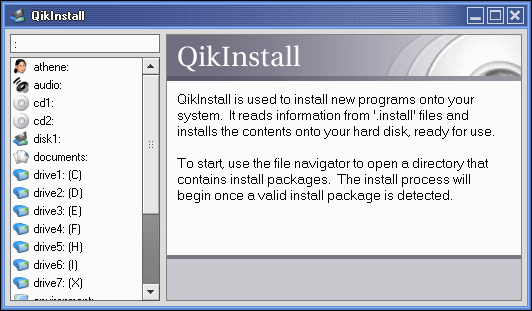 QikInstall
:
athene:
audio:
cd1:
cd2:
disk1:
documents:
drive1: (C)
drive2: (D)
drive3: (E)
drive4: (F)
drive5: (H)
drive6: (I)
drive7: (X)
environment:
QikInstall
QikInstall is used to install new programs onto your
system. It reads information from '.install' files and
installs the contents onto your hard disk, ready for use.
To start, use the file navigator to open a directory that
contains install packages. The install process will
begin once a valid install package is detected.